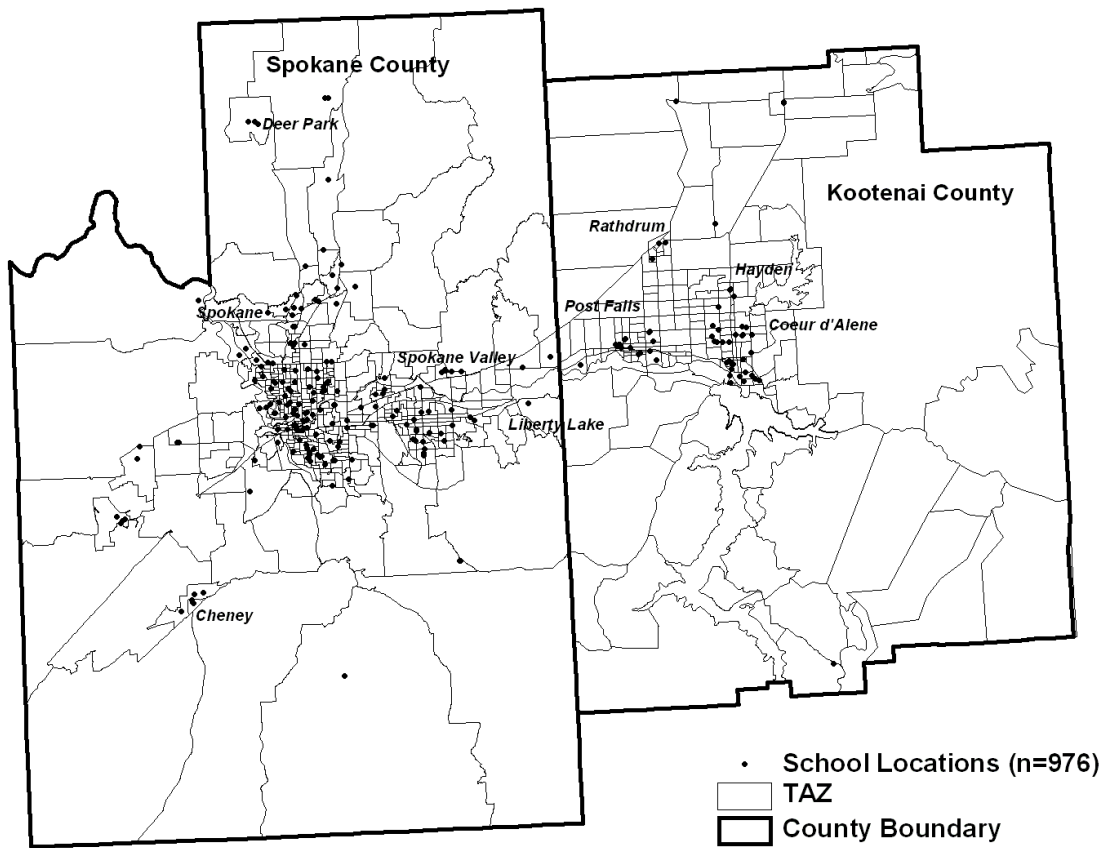 Spokane County
Deer Park
Kootenai County
Rathdrum
Hayden
Post Falls
Spokane
Coeur d'Alene
Spokane Valley
Liberty Lake
Cheney
School Locations (n=976)
TAZ
County Boundary